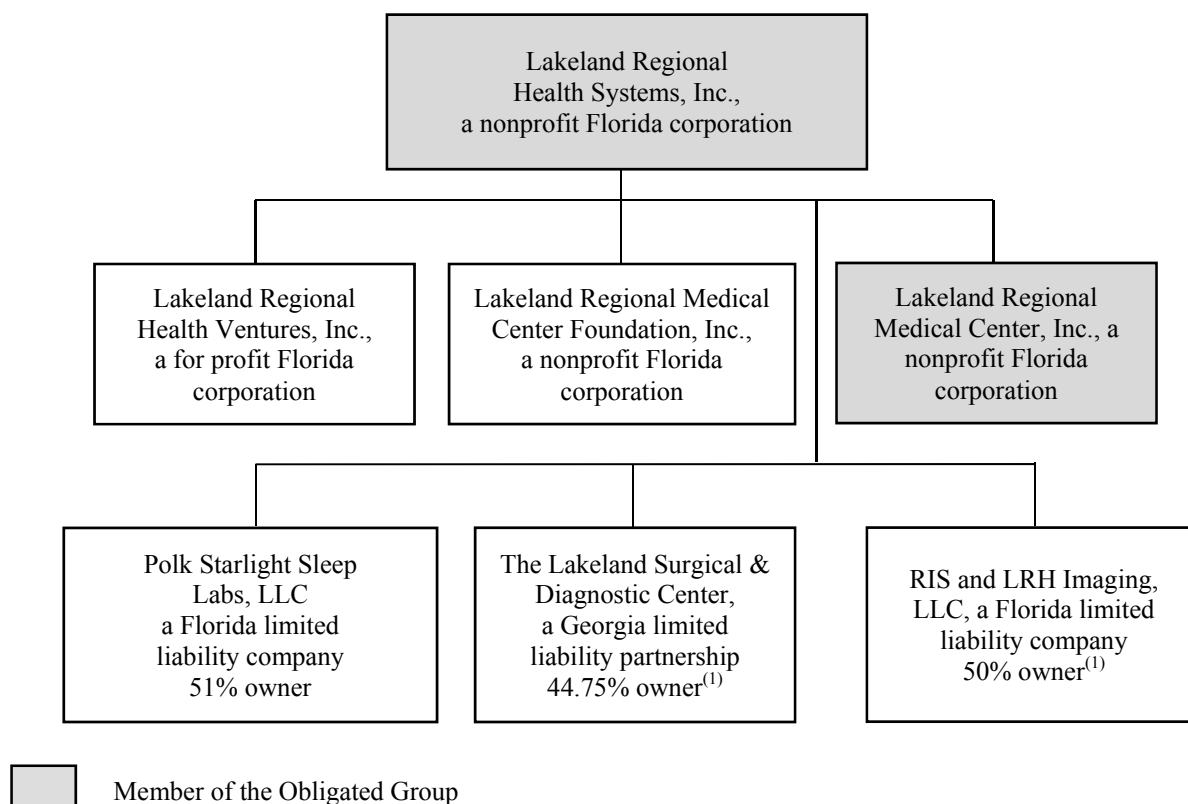 Lakeland Regional
Health Systems, Inc.,
a nonprofit Florida corporation
Lakeland Regional
Health Ventures, Inc.,
a for profit Florida
corporation
Lakeland Regional Medical
Center Foundation, Inc.,
a nonprofit Florida
corporation
Lakeland Regional
Medical Center, Inc., a
nonprofit Florida
corporation
Polk Starlight Sleep
Labs, LLC
a Florida limited
liability company
51% owner
The Lakeland Surgical &
Diagnostic Center,
a Georgia limited
liability partnership
44.75% owner(1)
RIS and LRH Imaging,
LLC, a Florida limited
liability company
50% owner(1)
Member of the Obligated Group